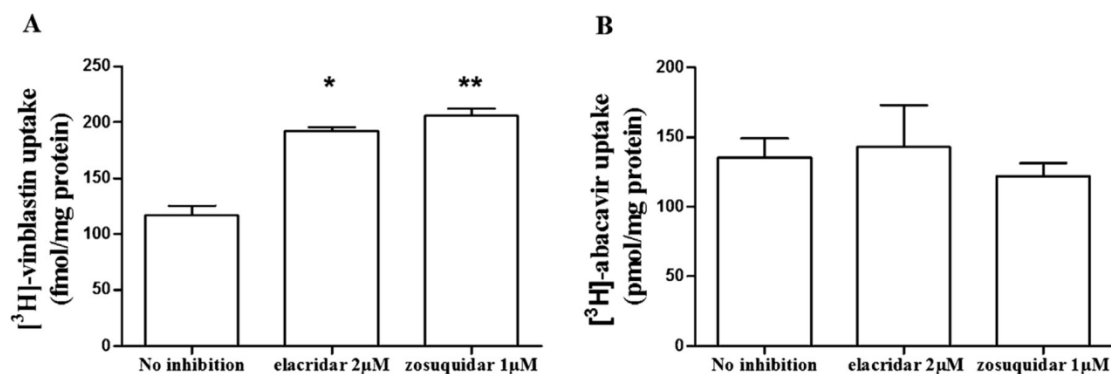 A
[³H]-vinblastin uptake
(fmol/mg protein)
250
200
150
100
50
0
*
**
No inhibition
elacridar 2μM
zosuquidar 1μM
B
[³H]-abacavir uptake
(pmol/mg protein)
200
150
100
50
0
No inhibition
elacridar 2μM
zosuquidar 1μM